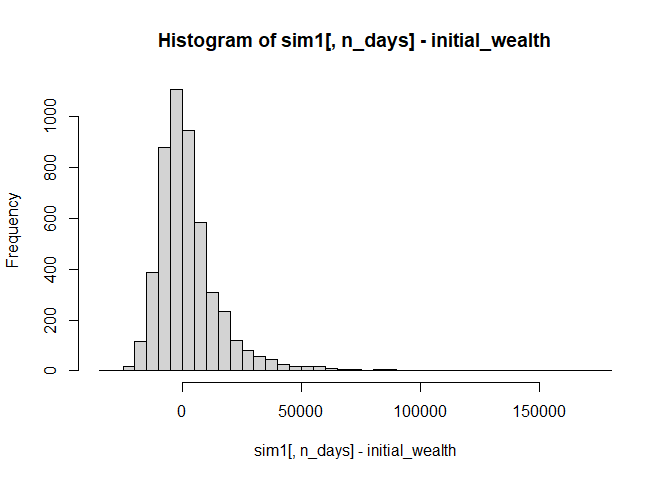 Histogram of sim1[, n_days] - initial_wealth
Frequency
1000
800
600
400
200
0
0 50000 100000 150000
sim1[, n_days] - initial_wealth